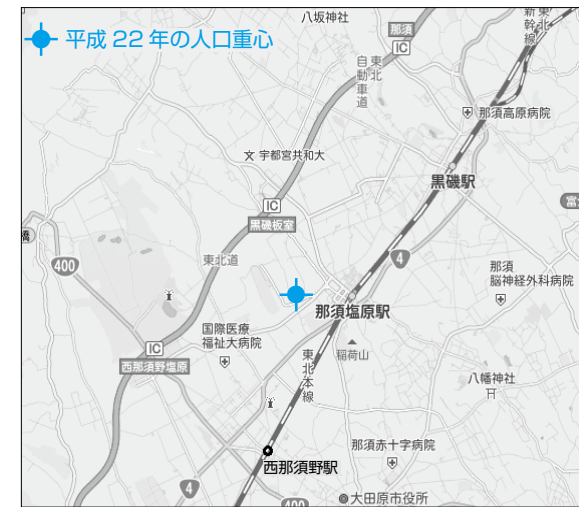 平成 22 年の人口重心
八坂神社
那須
IC
東北
新幹線
東北
自動車道
那須高原病院
宇都宮共和大
黒磯駅
IC
黒磯板室
東北道
400
4
那須
脳神経外科病院
那須塩原駅
国際医療
福祉大病院
稲荷山
IC
西那須野塩原
東北本線
八幡神社
那須赤十字病院
西那須野駅
4
400
大田原市役所